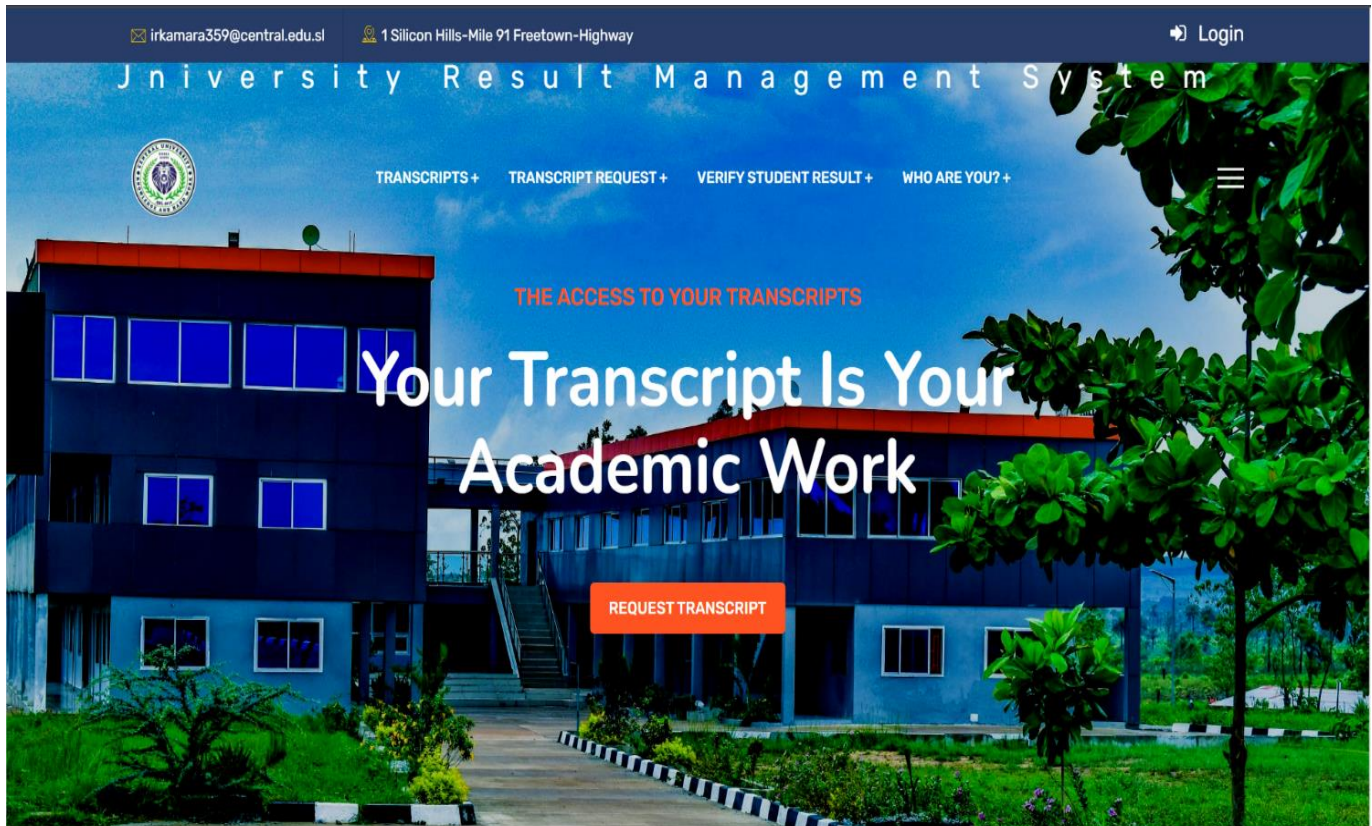 irkamara359@central.edu.sl
1 Silicon Hills-Mile 91 Freetown-Highway
Login
Jniversity Result Management System
TRANSCRIPTS +
TRANSCRIPT REQUEST +
VERIFY STUDENT RESULT +
WHO ARE YOU? +
THE ACCESS TO YOUR TRANSCRIPTS
Your Transcript Is Your
Academic Work
REQUEST TRANSCRIPT